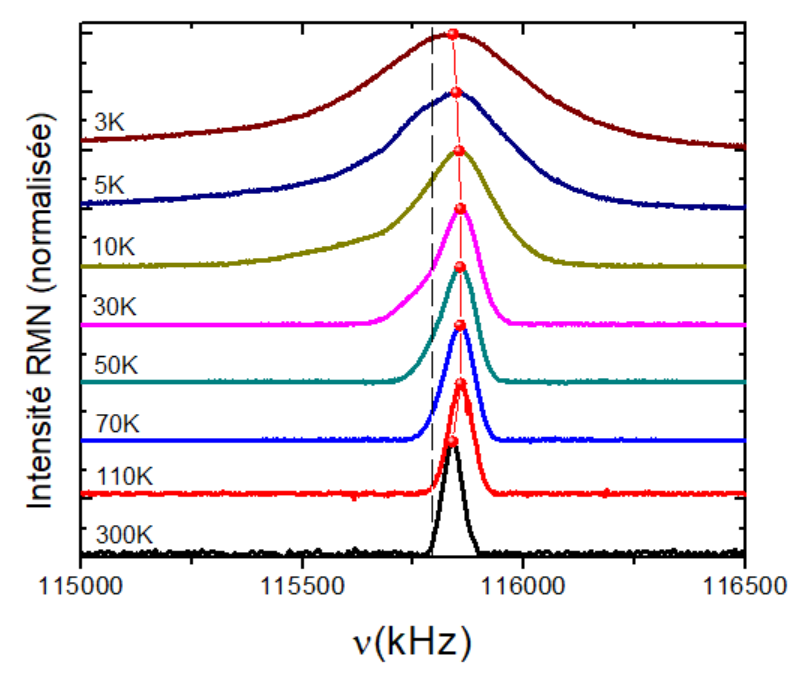 Intensité RMN (normalisée)
3K
5K
10K
30K
50K
70K
110K
300K
115000 115500 116000 116500
ν(kHz)